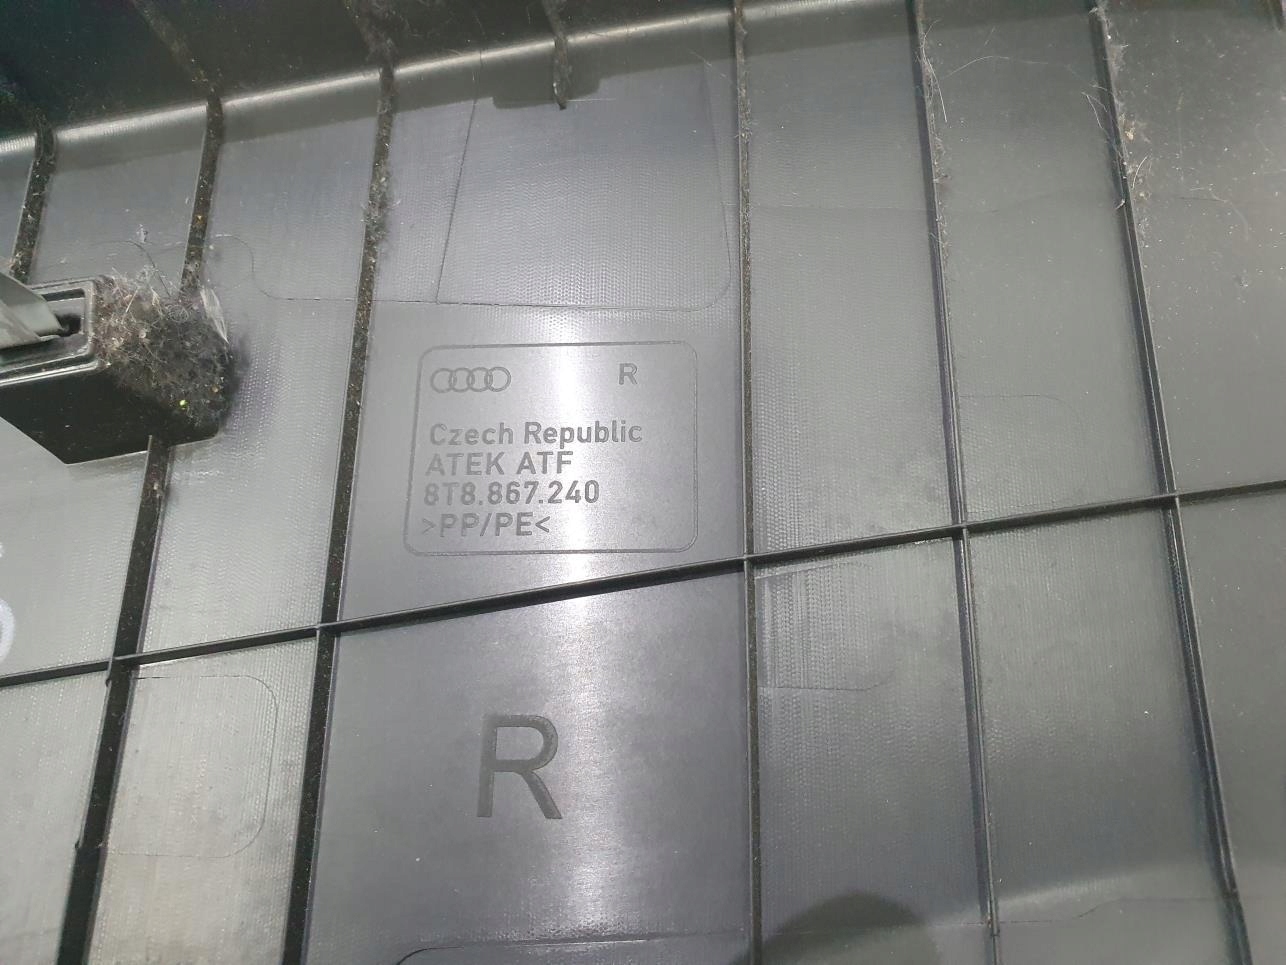 R
Czech Republic
ATEK ATF
8T8.867.240
>PP/PE<
R